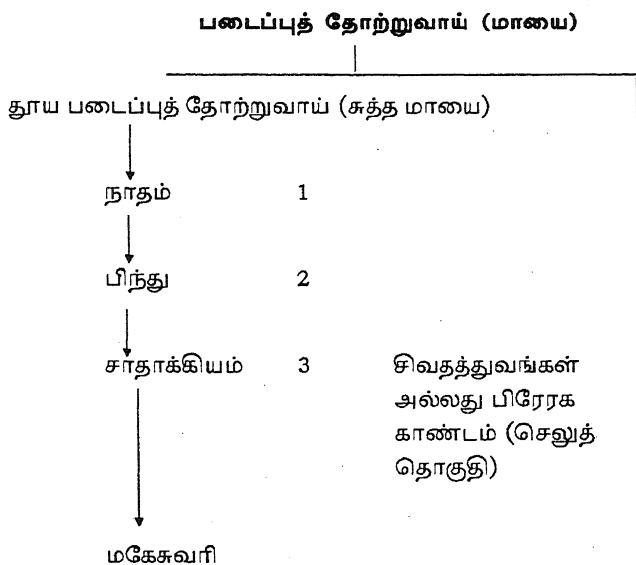 படைப்புத் தோற்றுவாய் (மாயை)
தூய படைப்புத் தோற்றுவாய் (சுத்த மாயை)
நாதம் 1
பிந்து 2
சாதாக்கியம் 3 சிவதத்துவங்கள்
அல்லது பிரேரக
காண்டம் (செலுத்
தொகுதி)
மகேசுவரி